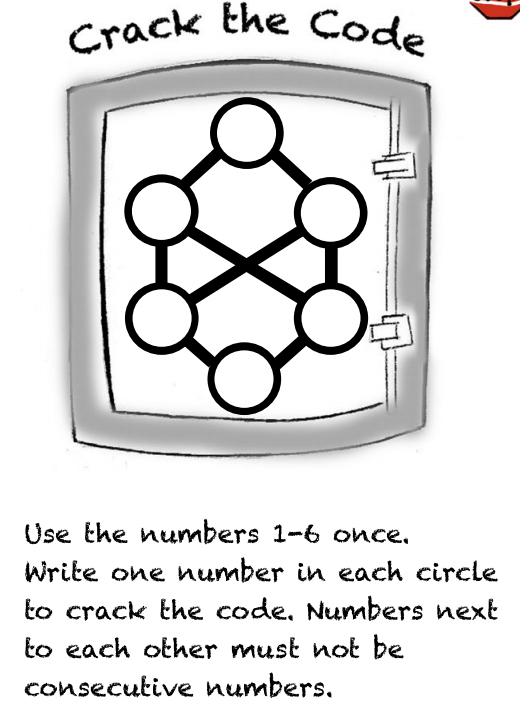 Crack the Code
Use the numbers 1-6 once.
Write one number in each circle
to crack the code. Numbers next
to each other must not be
consecutive numbers.